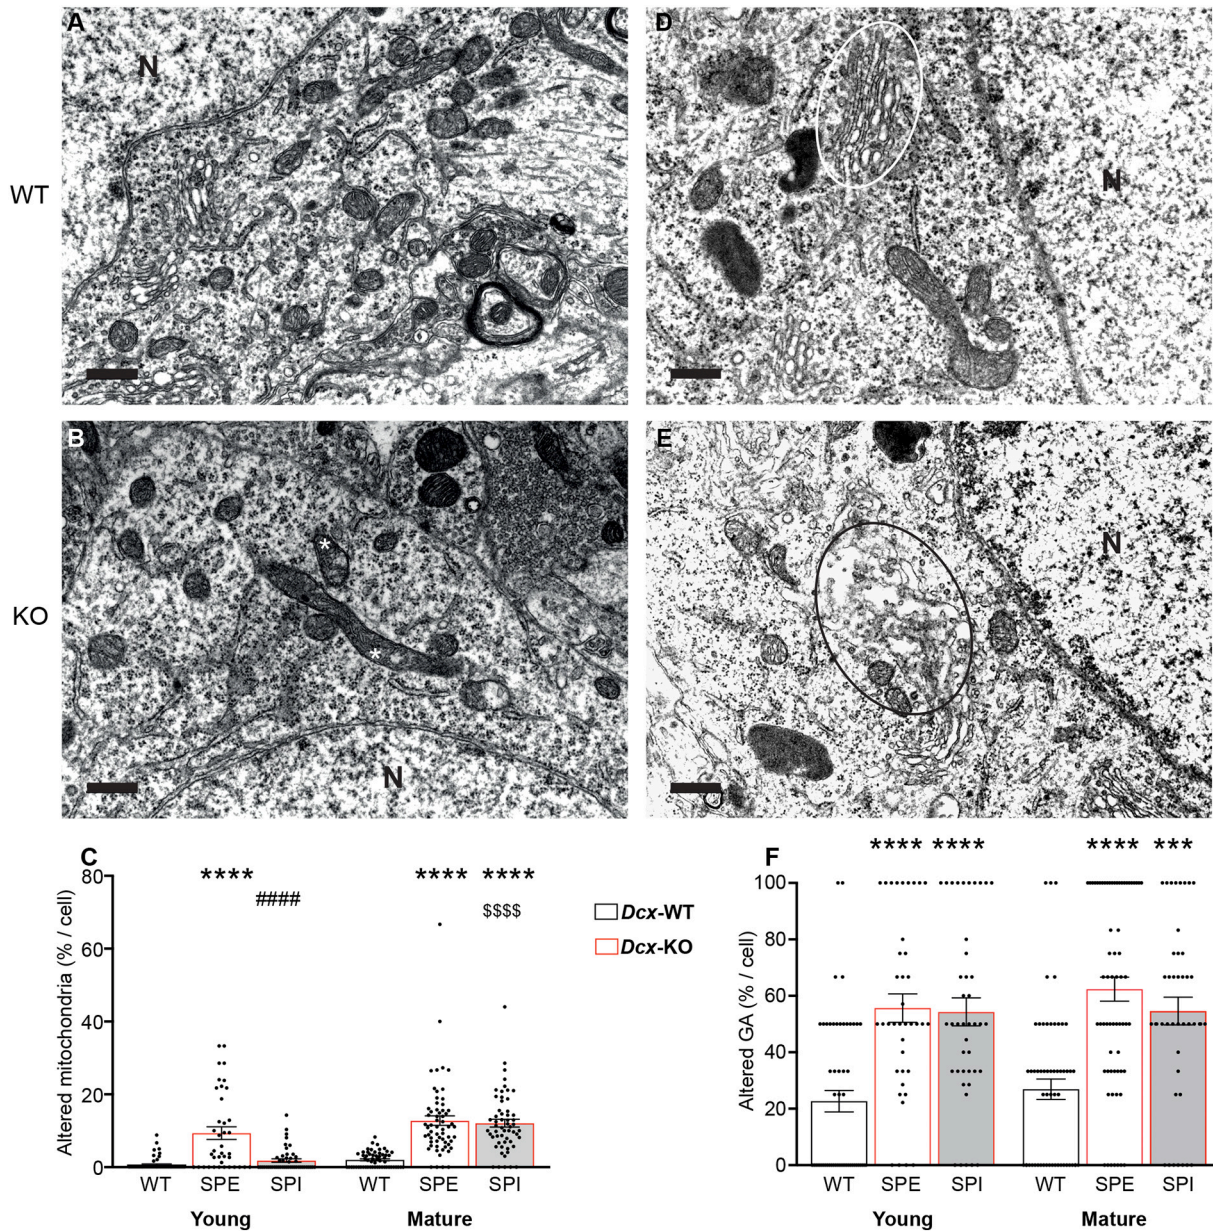 A
N
WT
D
N
B
*
*
KO
N
E
N
C
Altered mitochondria (% / cell)
80
60
40
20
0
****
####
****
****
$$$$
WT
SPE
SPI
WT
SPE
SPI
Young
Mature
Dcx-WT
Dcx-KO
F
Altered GA (% / cell)
100
80
60
40
20
0
****
****
****
***
WT
SPE
SPI
WT
SPE
SPI
Young
Mature